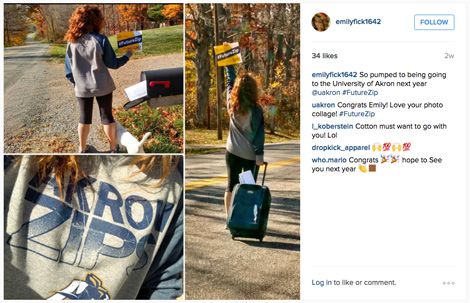 #FutureZip
#FutureZip
AKRON
ZIPS
emilyfick1642
FOLLOW
34 likes
2w
emilyfick1642 So pumped to being going
to the University of Akron next year
@uakron #FutureZip
uakron Congrats Emily! Love your photo
collage! #FutureZip
l_koberstein Cotton must want to go with
you! Lol
dropkick_apparel 🙌💯🙌💯
who.marlo Congrats 🎉🎉 hope to See
you next year 👏🏾
Log in to like or comment.